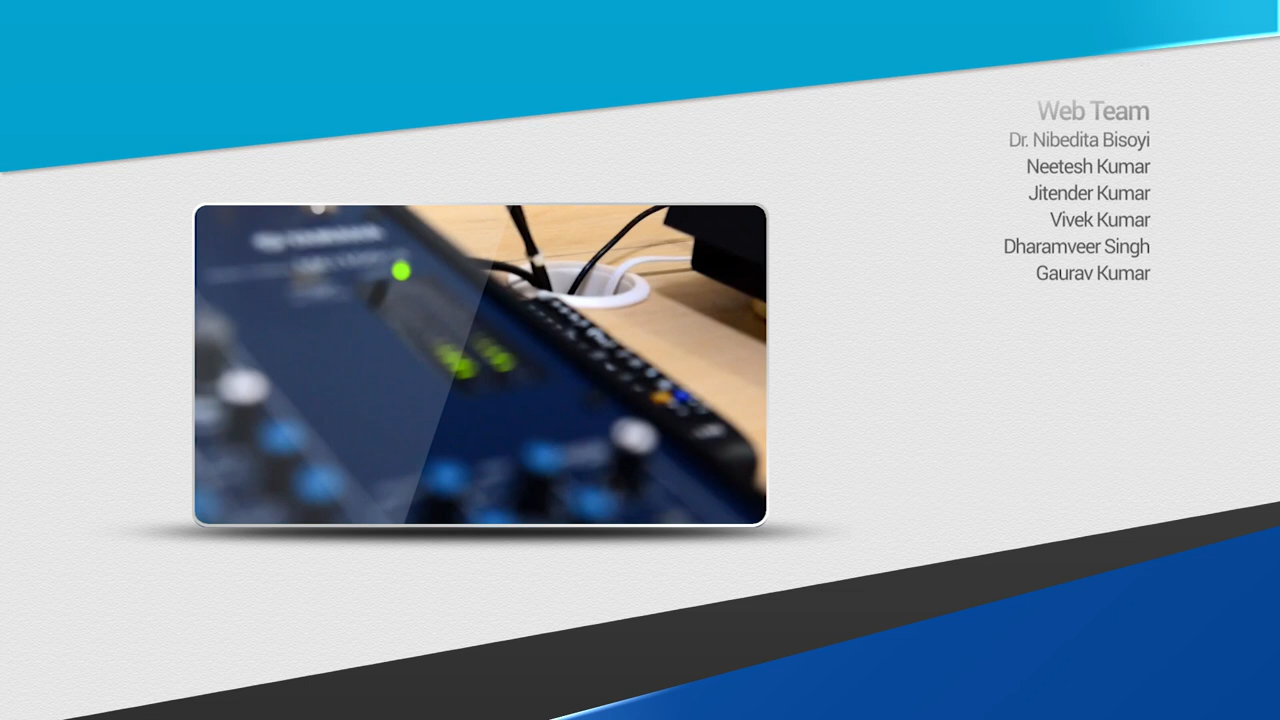 Web Team
Dr. Nibedita Bisoyi
Neetesh Kumar
Jitender Kumar
Vivek Kumar
Dharamveer Singh
Gaurav Kumar